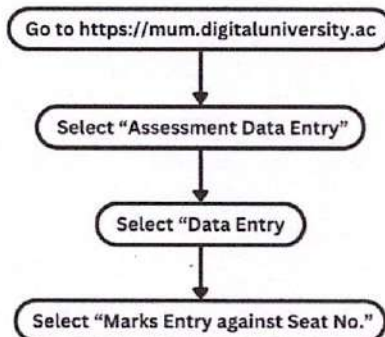 Go to https://mum.digitaluniversity.ac
Select “Assessment Data Entry”
Select “Data Entry
Select “Marks Entry against Seat No.”